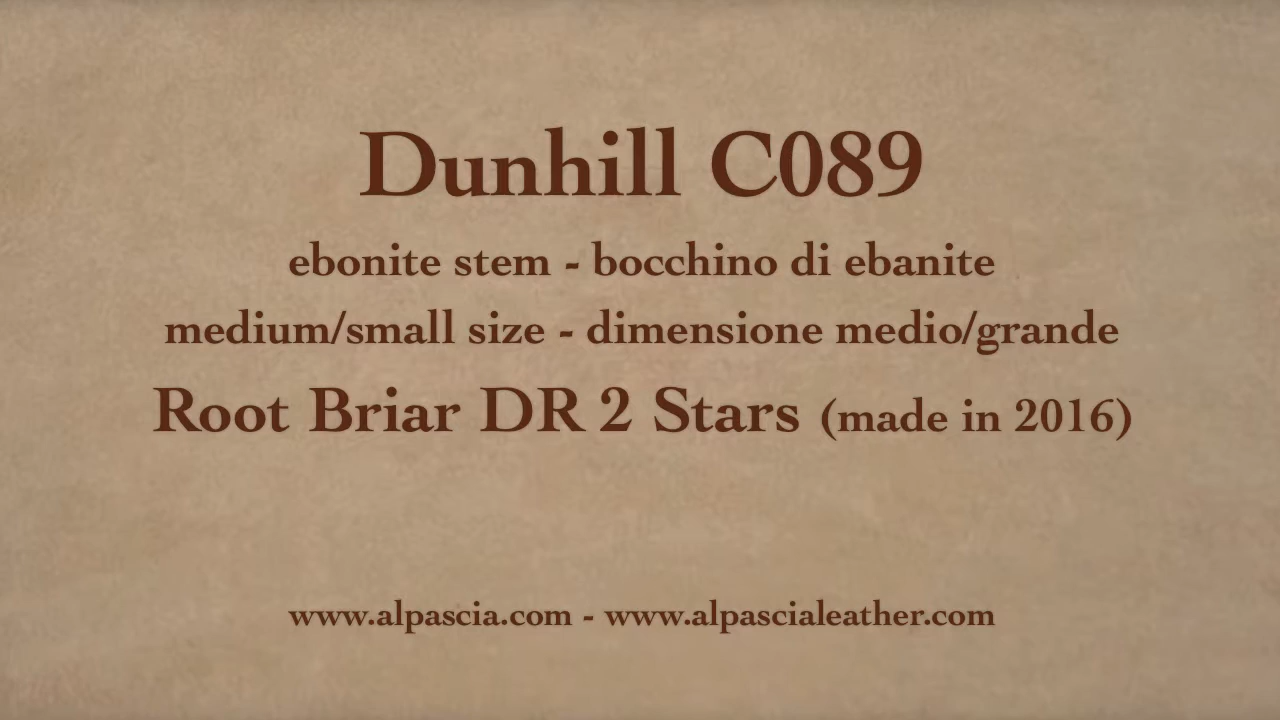 Dunhill C089
ebonite stem - bocchino di ebanite
medium/small size - dimensione medio/grande
Root Briar DR 2 Stars (made in 2016)
www.alpascia.com - www.alpascialeather.com